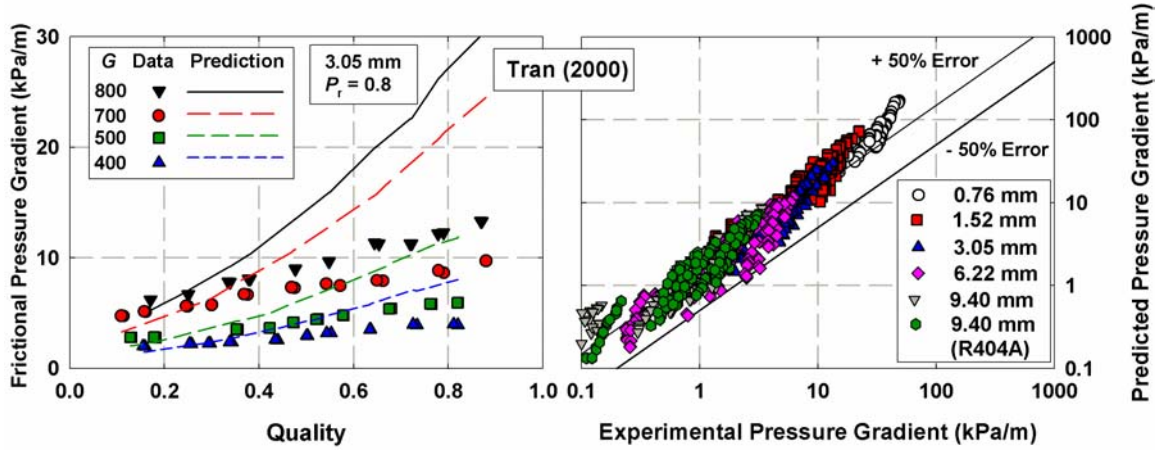 Frictional Pressure Gradient (kPa/m)
30
20
10
0
0.0
0.2
0.4
0.6
0.8
1.0
Quality
G Data Prediction
800
700
500
400
3.05 mm
Pr = 0.8
Tran (2000)
+ 50% Error
- 50% Error
0.76 mm
1.52 mm
3.05 mm
6.22 mm
9.40 mm
9.40 mm
(R404A)
0.1
1
10
100
1000
Experimental Pressure Gradient (kPa/m)
1000
100
10
1
0.1
Predicted Pressure Gradient (kPa/m)